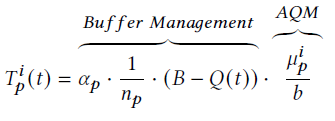 Buffer Management AQM
T_p^i(t) = α_p · 1/n_p · (B − Q(t)) · μ_p^i/b